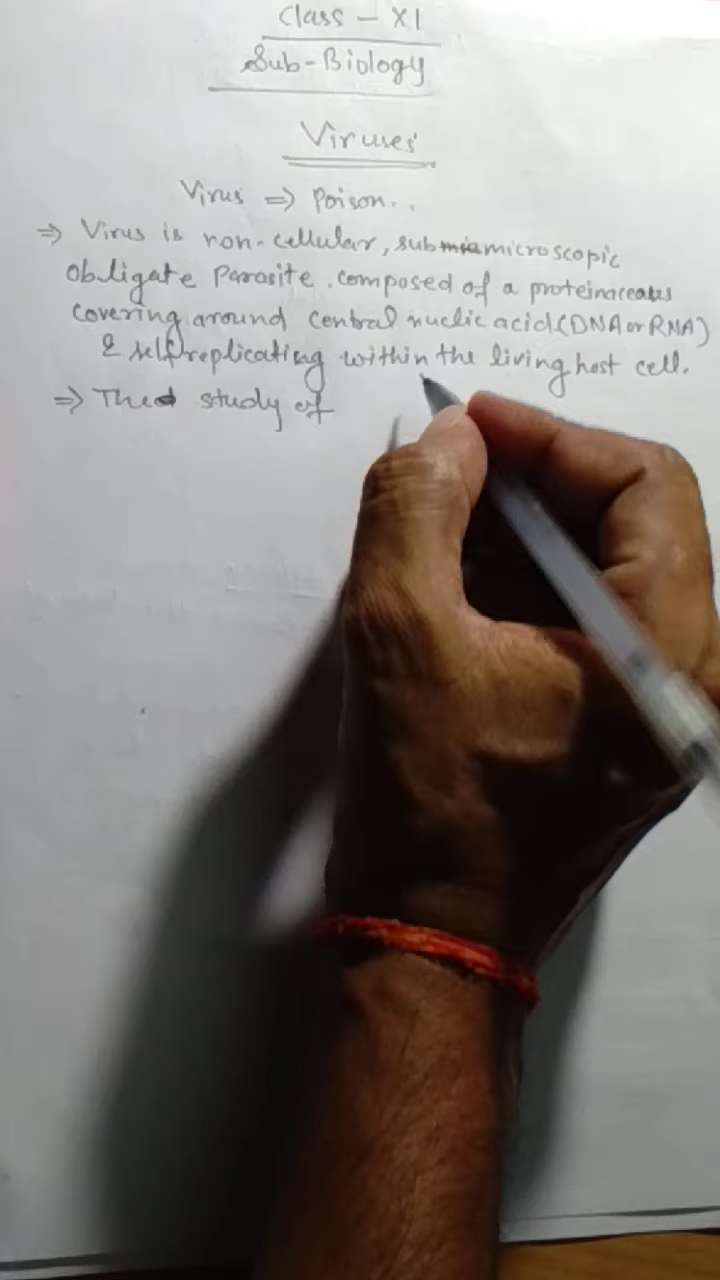 Class - XI
Sub-Biology
Viruses
Virus ⇒ Poison..
⇒ Virus is non-cellular, submicroscopic
obligate Parasite composed of a proteinaceous
covering around central nuclic acid (DNA or RNA)
& self replicating within the living host cell.
⇒ The study of